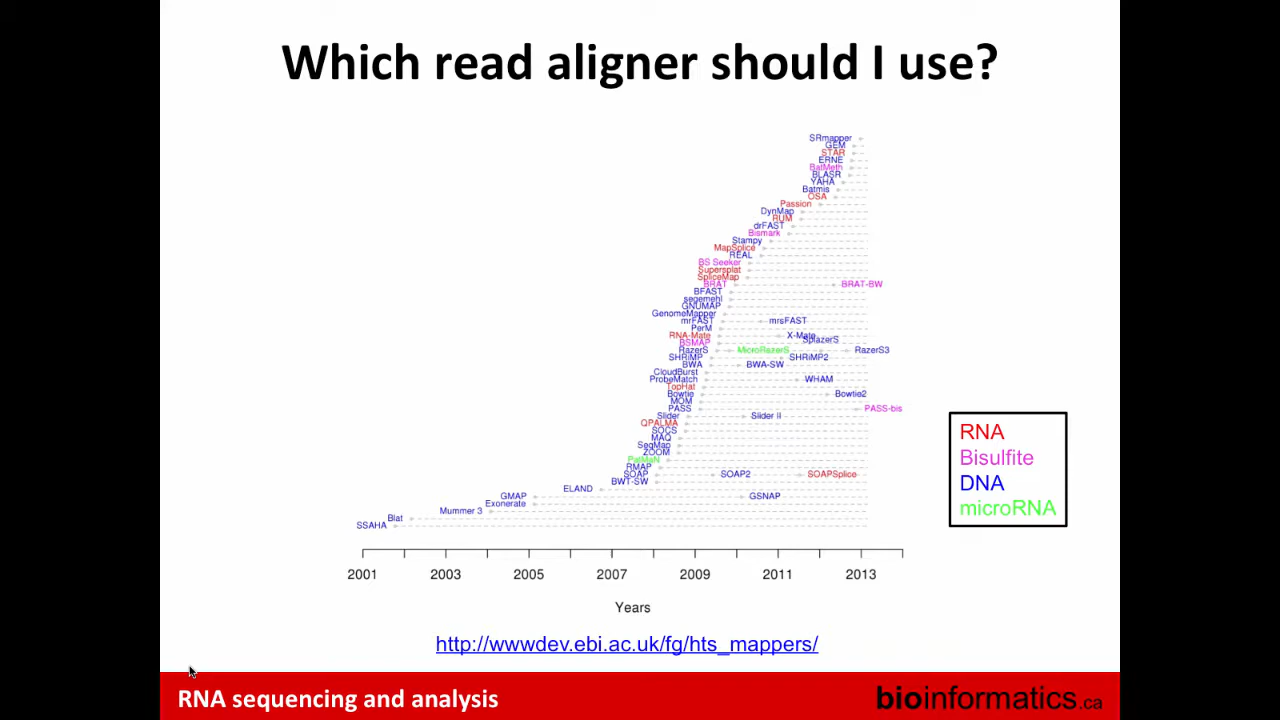 Which read aligner should I use?
SRmapper
GEM
STAR
ERNE
BatMeth
BLASR
YAHA
Batmis
OSA
Passion
DynMap
RUM
drFAST
Bismark
Stampy
MapSplice
REAL
BS Seeker
Supersplat
SpliceMap
BRAT BRAT-BW
BFAST
segemehl
GNUMAP
GenomeMapper
mrFAST mrsFAST
PerM
RNA-Mate X-Mate
BSMAP SplazerS
RazerS MicroRazerS RazerS3
SHRiMP SHRiMP2
BWA BWA-SW
CloudBurst
ProbeMatch WHAM
TopHat
Bowtie Bowtie2
MOM
PASS PASS-bis
Slider Slider II
QPALMA
SOCS
MAQ
SeqMap
ZOOM
PatMaN
RMAP
SOAP SOAP2 SOAPSplice
BWT-SW
ELAND
GMAP GSNAP
Exonerate
Mummer 3
Blat
SSAHA
2001 2003 2005 2007 2009 2011 2013
Years
RNA
Bisulfite
DNA
microRNA
http://wwwdev.ebi.ac.uk/fg/hts_mappers/
RNA sequencing and analysis
bioinformatics.ca